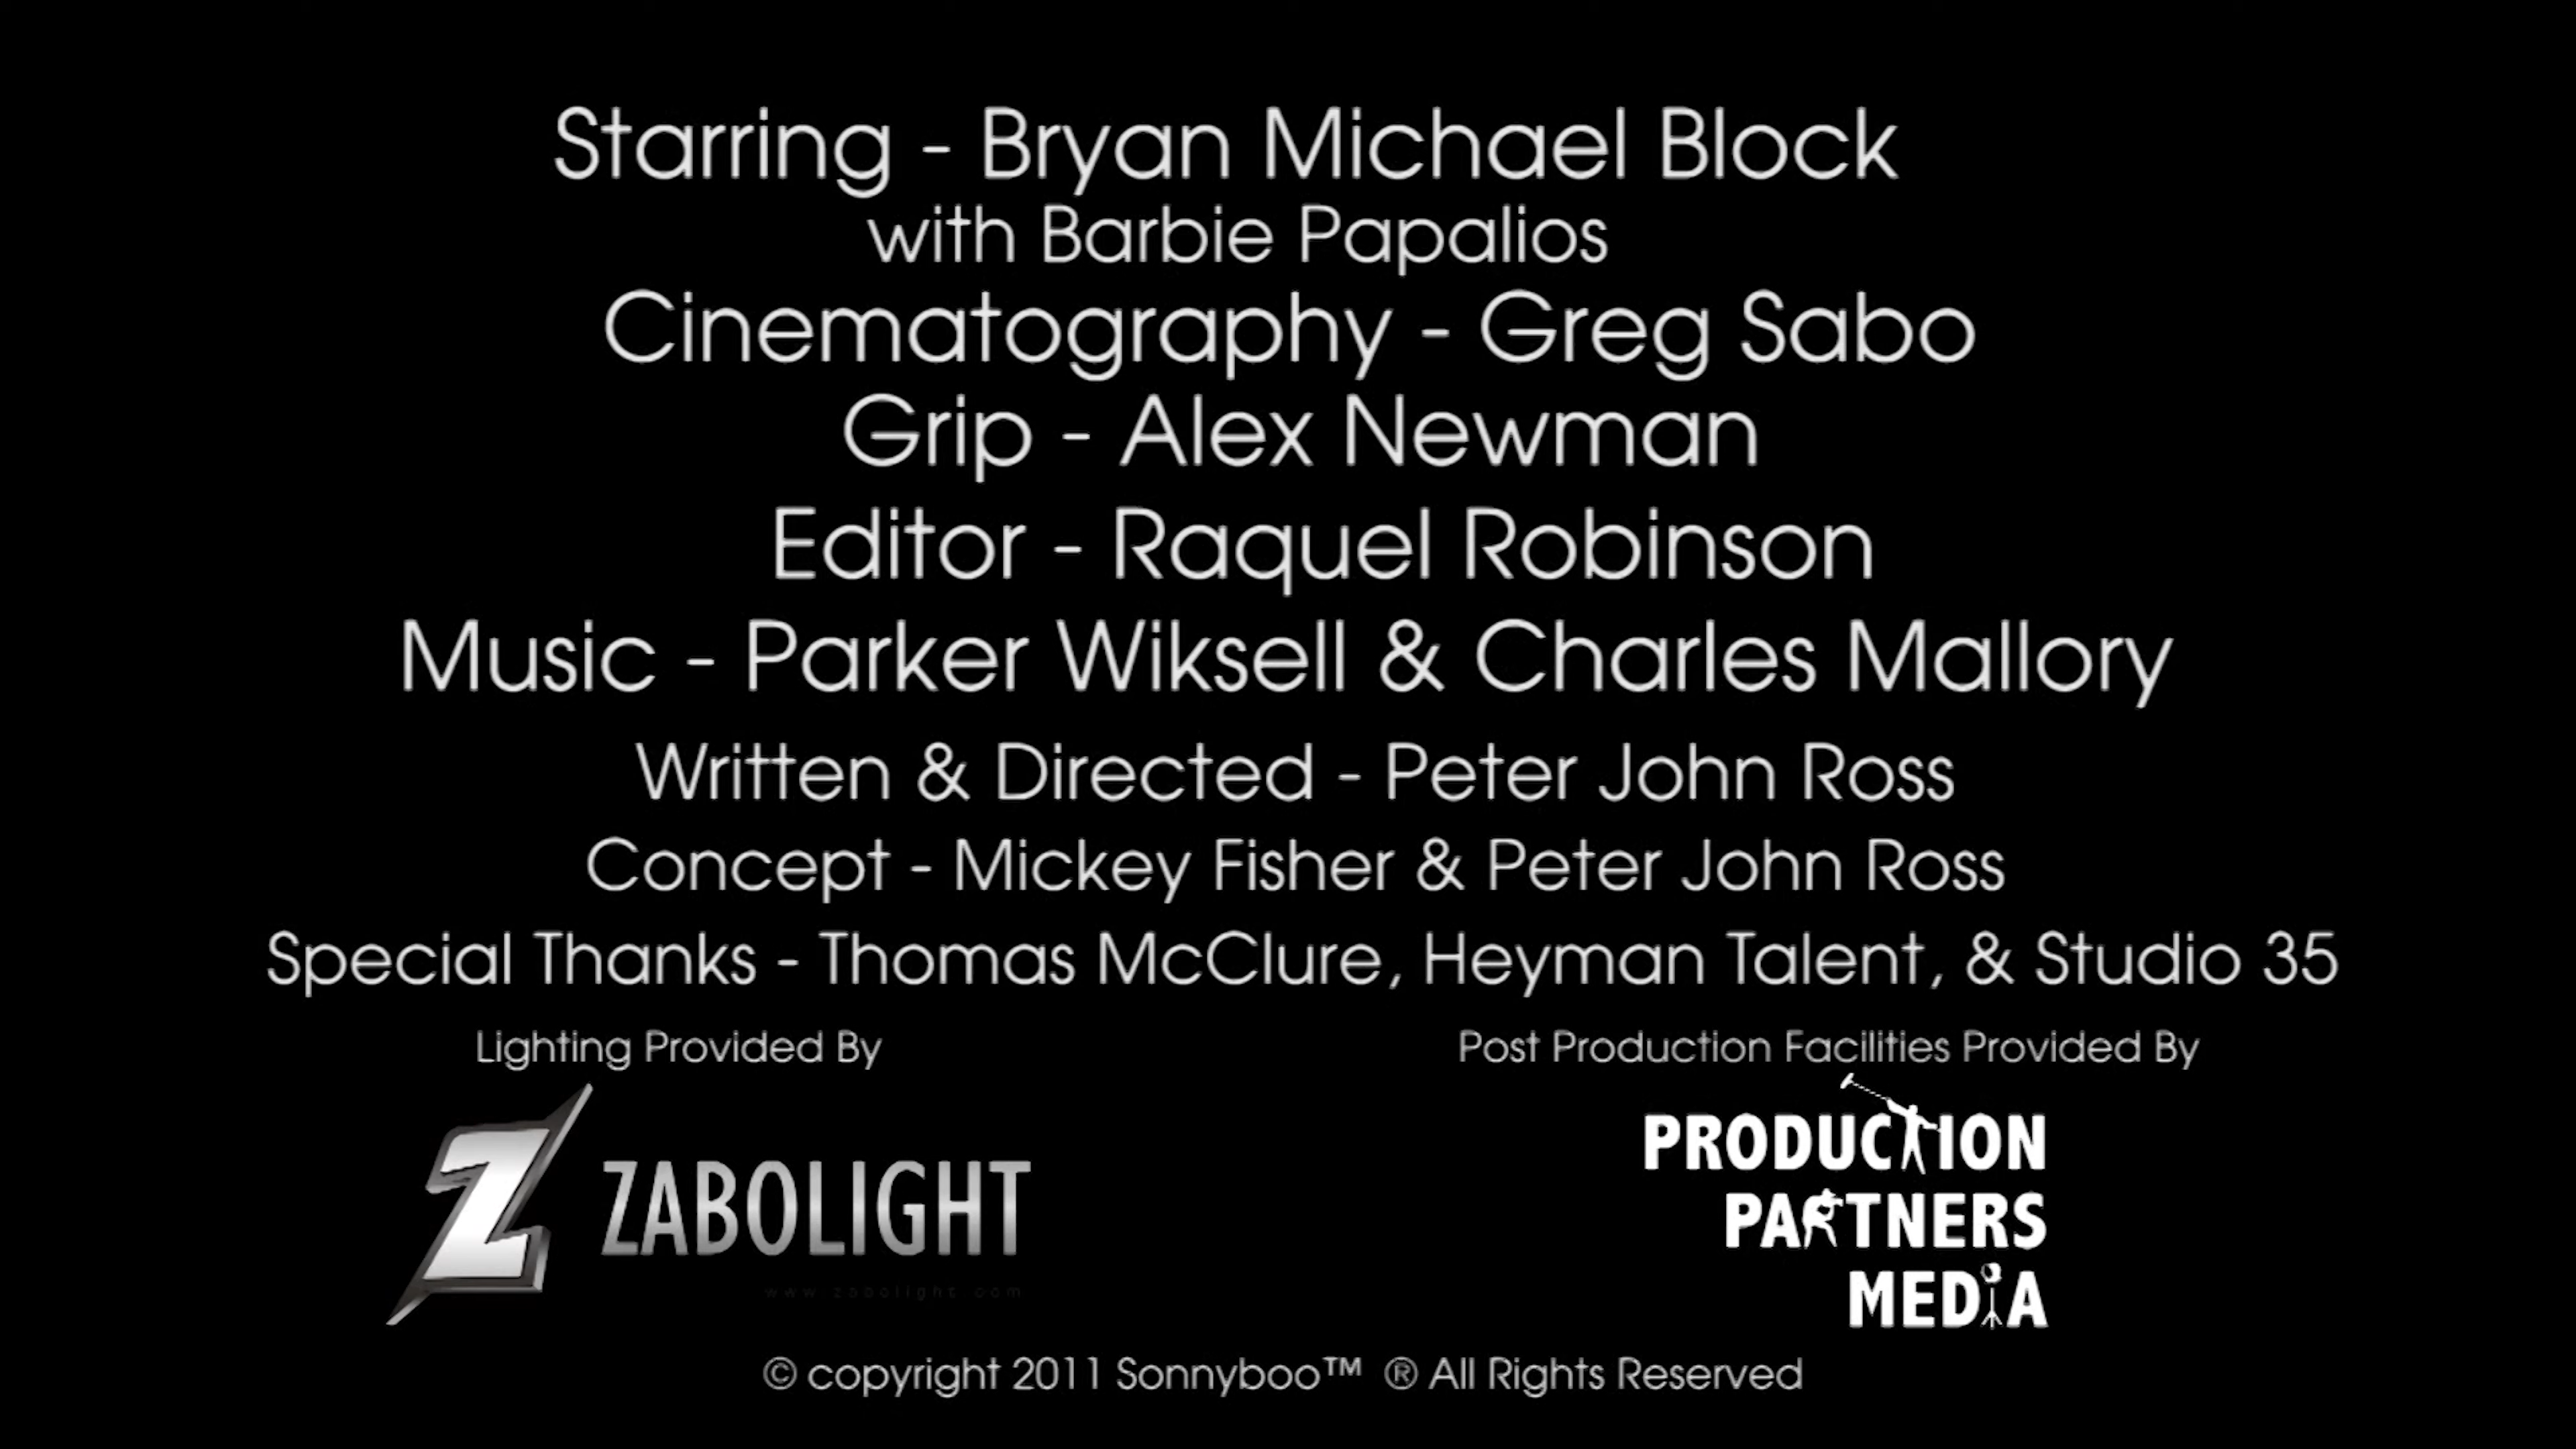 Starring - Bryan Michael Block
with Barbie Papalios
Cinematography - Greg Sabo
Grip - Alex Newman
Editor - Raquel Robinson
Music - Parker Wiksell & Charles Mallory
Written & Directed - Peter John Ross
Concept - Mickey Fisher & Peter John Ross
Special Thanks - Thomas McClure, Heyman Talent, & Studio 35
Lighting Provided By
Z ZABOLIGHT
www.zabolight.com
Post Production Facilities Provided By
PRODUCTION
PARTNERS
MEDIA
© copyright 2011 Sonnyboo™ ® All Rights Reserved